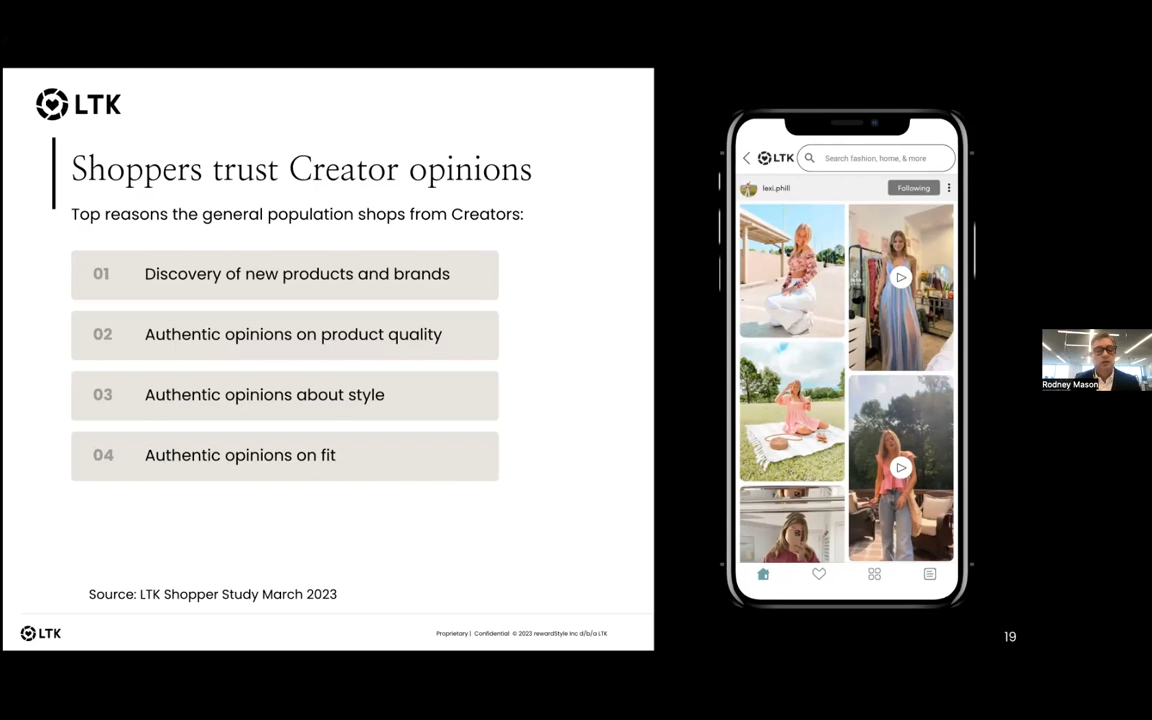 LTK
Shoppers trust Creator opinions
Top reasons the general population shops from Creators:
01 Discovery of new products and brands
02 Authentic opinions on product quality
03 Authentic opinions about style
04 Authentic opinions on fit
Source: LTK Shopper Study March 2023
LTK
Proprietary | Confidential © 2023 rewardStyle Inc d/b/a LTK
LTK
Search fashion, home, & more
lexi.phill
Following
19
Rodney Mason